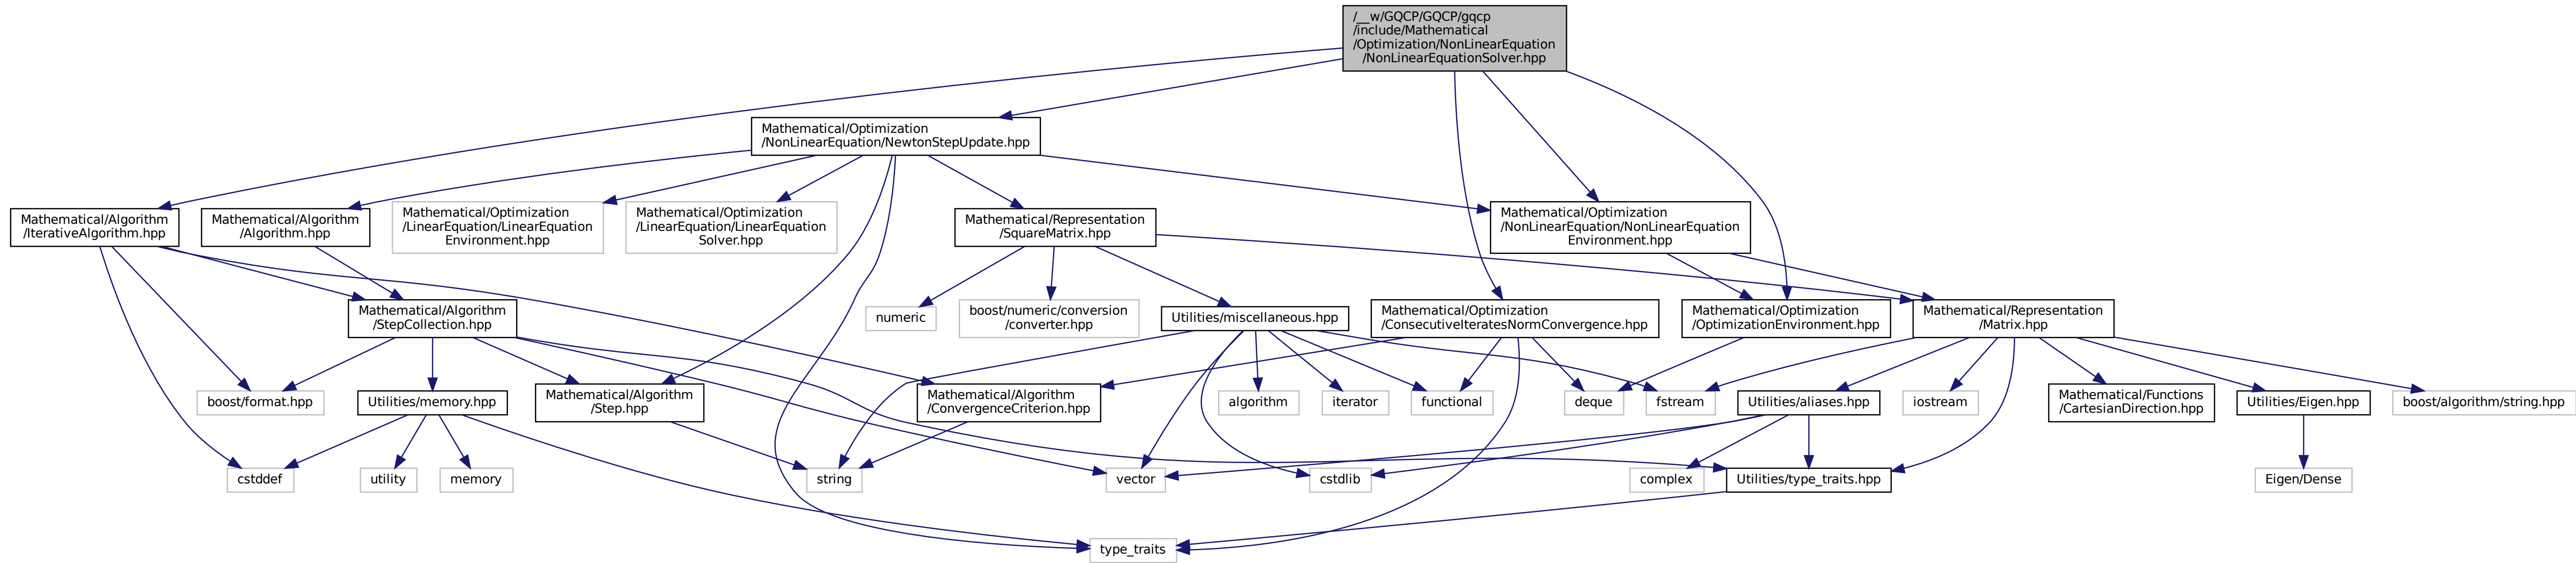 /__w/GQCP/GQCP/gqcp
/include/Mathematical
/Optimization/NonLinearEquation
/NonLinearEquationSolver.hpp
Mathematical/Optimization
/NonLinearEquation/NewtonStepUpdate.hpp
Mathematical/Algorithm
/IterativeAlgorithm.hpp
Mathematical/Algorithm
/Algorithm.hpp
Mathematical/Optimization
/LinearEquation/LinearEquation
Environment.hpp
Mathematical/Optimization
/LinearEquation/LinearEquation
Solver.hpp
Mathematical/Representation
/SquareMatrix.hpp
Mathematical/Optimization
/NonLinearEquation/NonLinearEquation
Environment.hpp
Mathematical/Algorithm
/StepCollection.hpp
numeric
boost/numeric/conversion
/converter.hpp
Utilities/miscellaneous.hpp
Mathematical/Optimization
/ConsecutiveIteratesNormConvergence.hpp
Mathematical/Optimization
/OptimizationEnvironment.hpp
Mathematical/Representation
/Matrix.hpp
boost/format.hpp
Utilities/memory.hpp
Mathematical/Algorithm
/Step.hpp
Mathematical/Algorithm
/ConvergenceCriterion.hpp
algorithm
iterator
functional
deque
fstream
Utilities/aliases.hpp
iostream
Mathematical/Functions
/CartesianDirection.hpp
Utilities/Eigen.hpp
boost/algorithm/string.hpp
cstddef
utility
memory
string
vector
cstdlib
complex
Utilities/type_traits.hpp
Eigen/Dense
type_traits